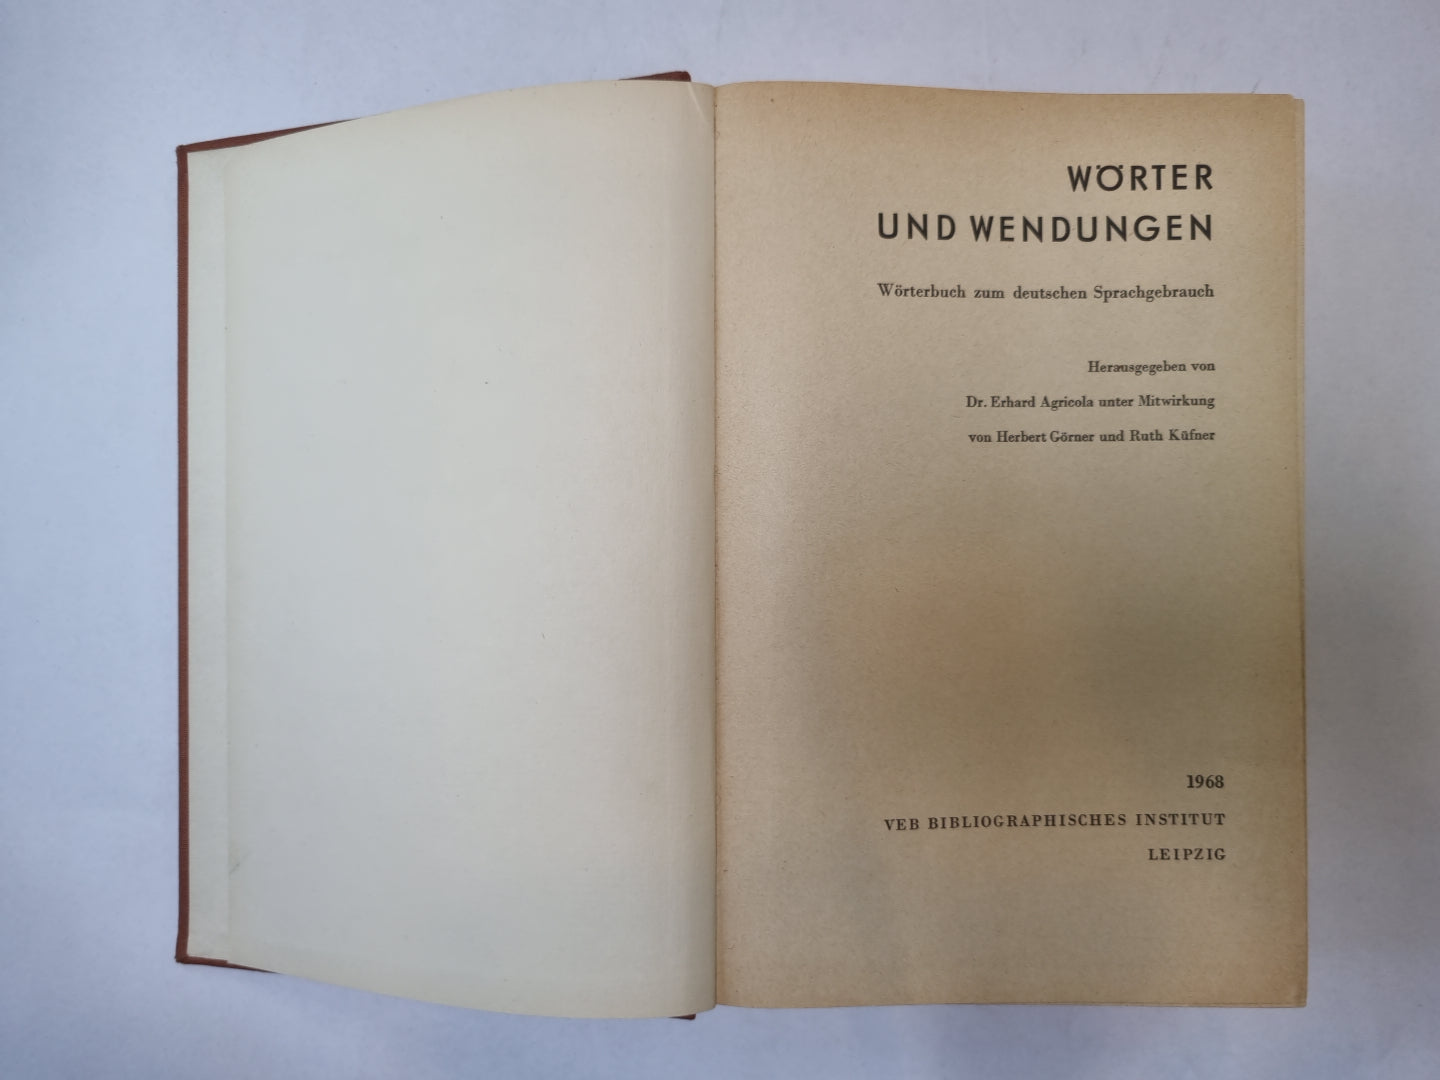 WÖRTER
UND WENDUNGEN
Wörterbuch zum deutschen Sprachgebrauch
Herausgegeben von
Dr. Erhard Agricola unter Mitwirkung
von Herbert Görner und Ruth Küfner
1968
VEB BIBLIOGRAPHISCHES INSTITUT
LEIPZIG